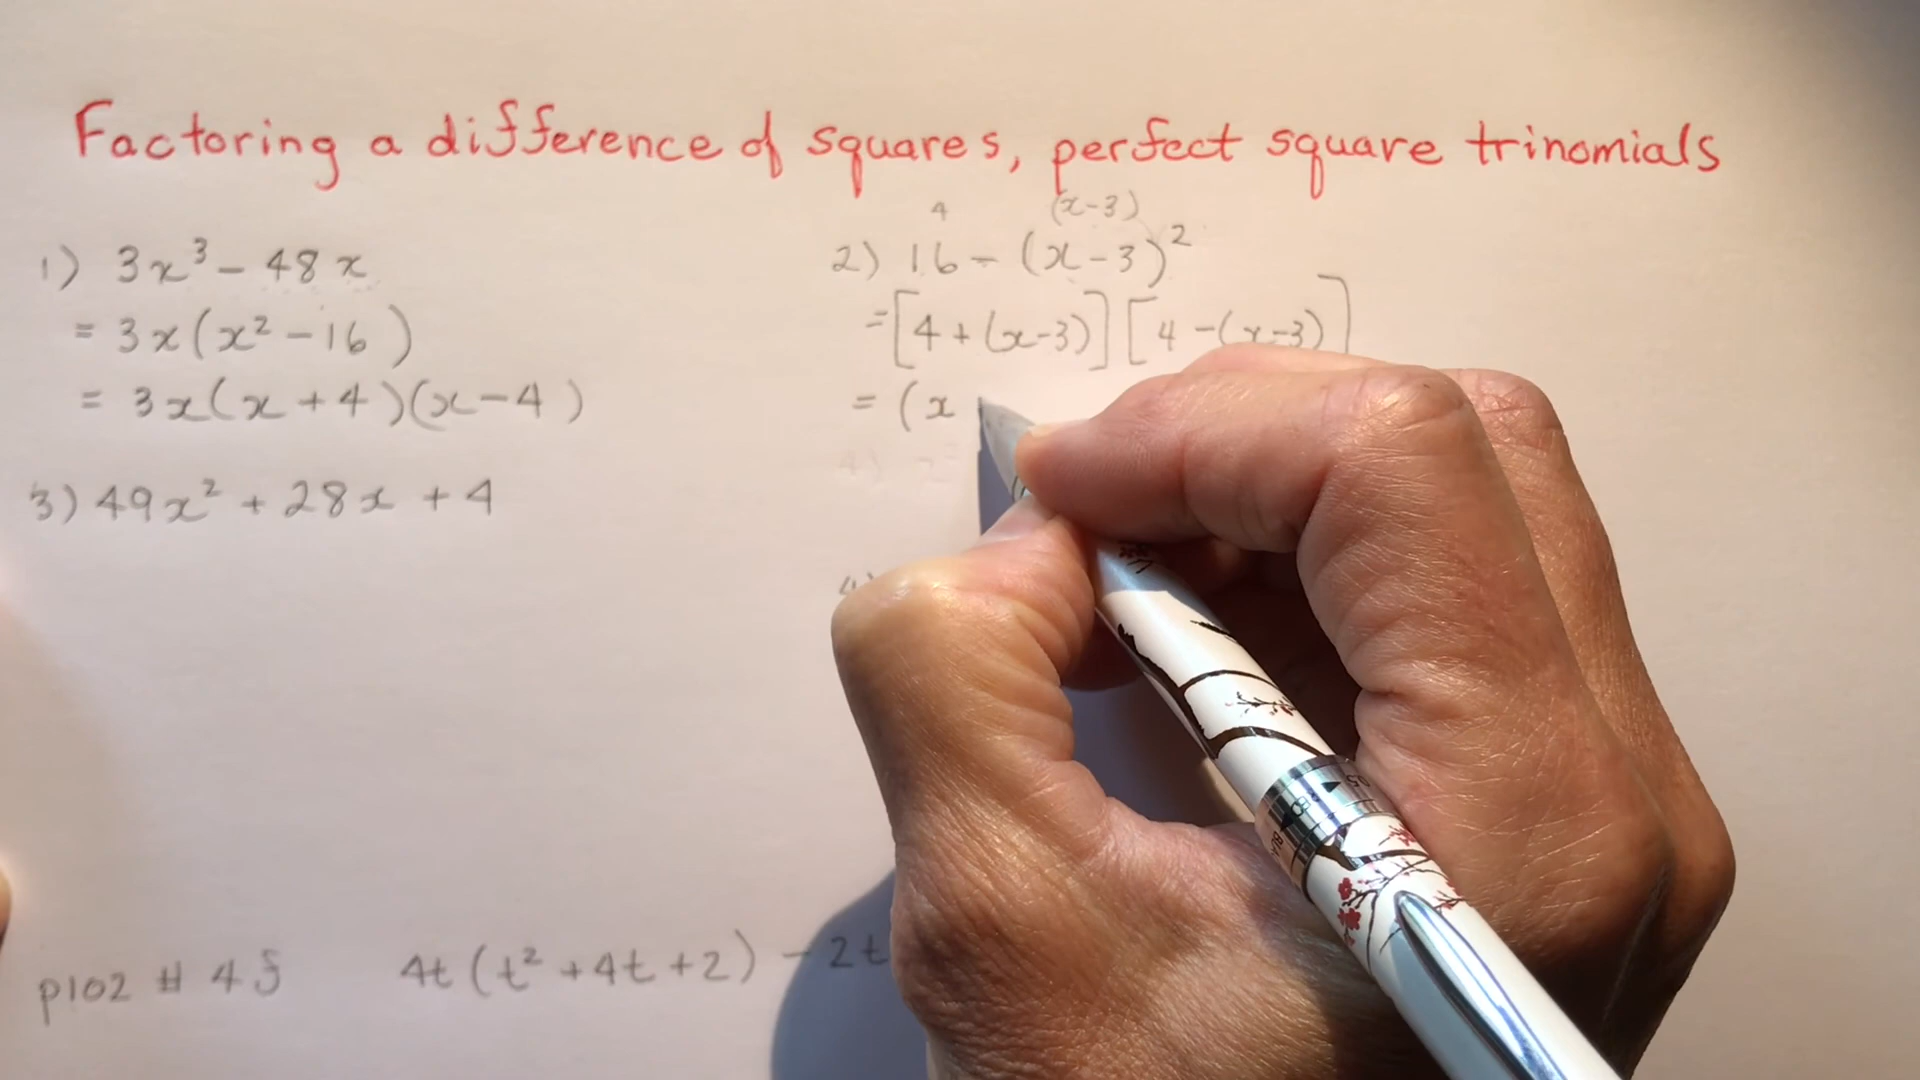 Factoring a difference of squares, perfect square trinomials
1) 3x³ - 48x
= 3x(x² - 16)
= 3x(x + 4)(x - 4)
4 (x-3)
2) 16 - (x-3)²
= [4 + (x-3)] [4 - (x-3)]
= (x
3) 49x² + 28x + 4
p102 # 4j 4t(t² + 4t + 2) - 2t